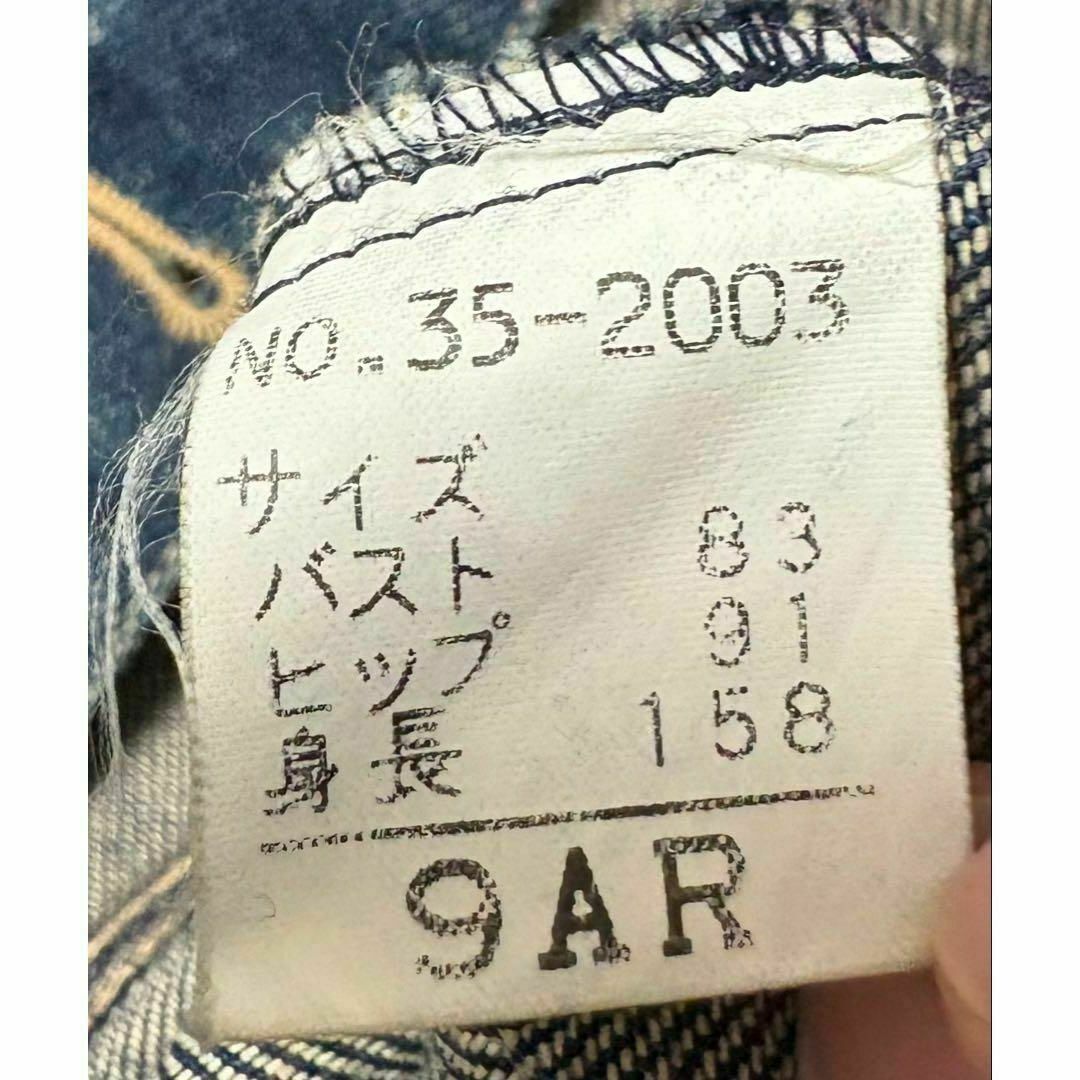 NO.35-2003
サイズ
バスト 83
ヒップ 91
身長 158
9AR